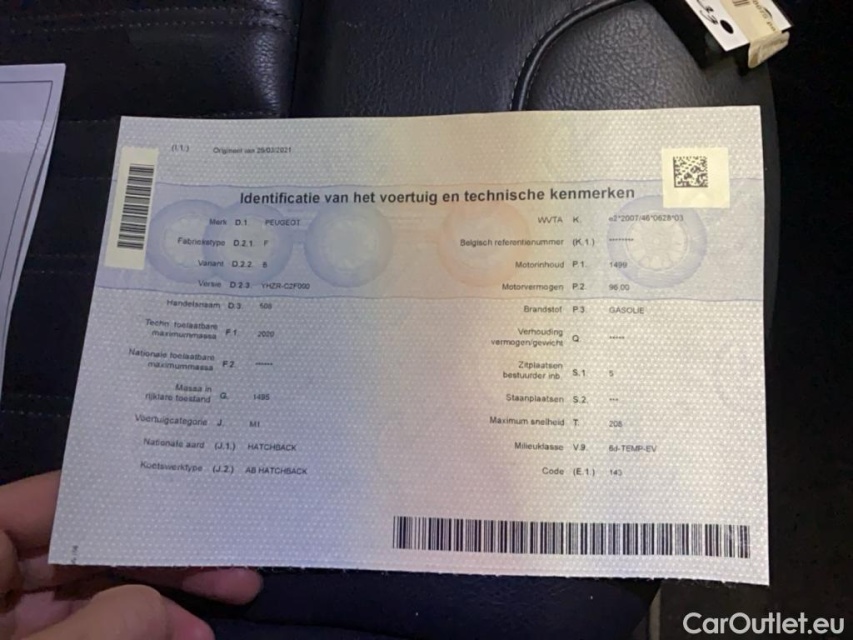 (I.1.) Origineel van 29/03/2021
Identificatie van het voertuig en technische kenmerken
Merk D.1. PEUGEOT
Fabriekstype D.2.1. F
Variant D.2.2. B
Versie D.2.3. YHZR-C2F000
Handelsnaam D.3. 508
Techn. toelaatbare maximummassa F.1. 2020
Nationale toelaatbare maximummassa F.2. -----
Massa in rijklare toestand G. 1495
Voertuigcategorie J. M1
Nationale aard (J.1.) HATCHBACK
Koetswerktype (J.2.) AB HATCHBACK
WVTA K. e2*2007/46*0628*03
Belgisch referentienummer (K.1.) --------
Motorinhoud P.1. 1499
Motorvermogen P.2. 96.00
Brandstof P.3. GASOLIE
Verhouding vermogen/gewicht Q. -----
Zitplaatsen bestuurder inb. S.1. 5
Staanplaatsen S.2. ---
Maximum snelheid T. 208
Milieuklasse V.9. 6d-TEMP-EV
Code (E.1.) 143
CarOutlet.eu